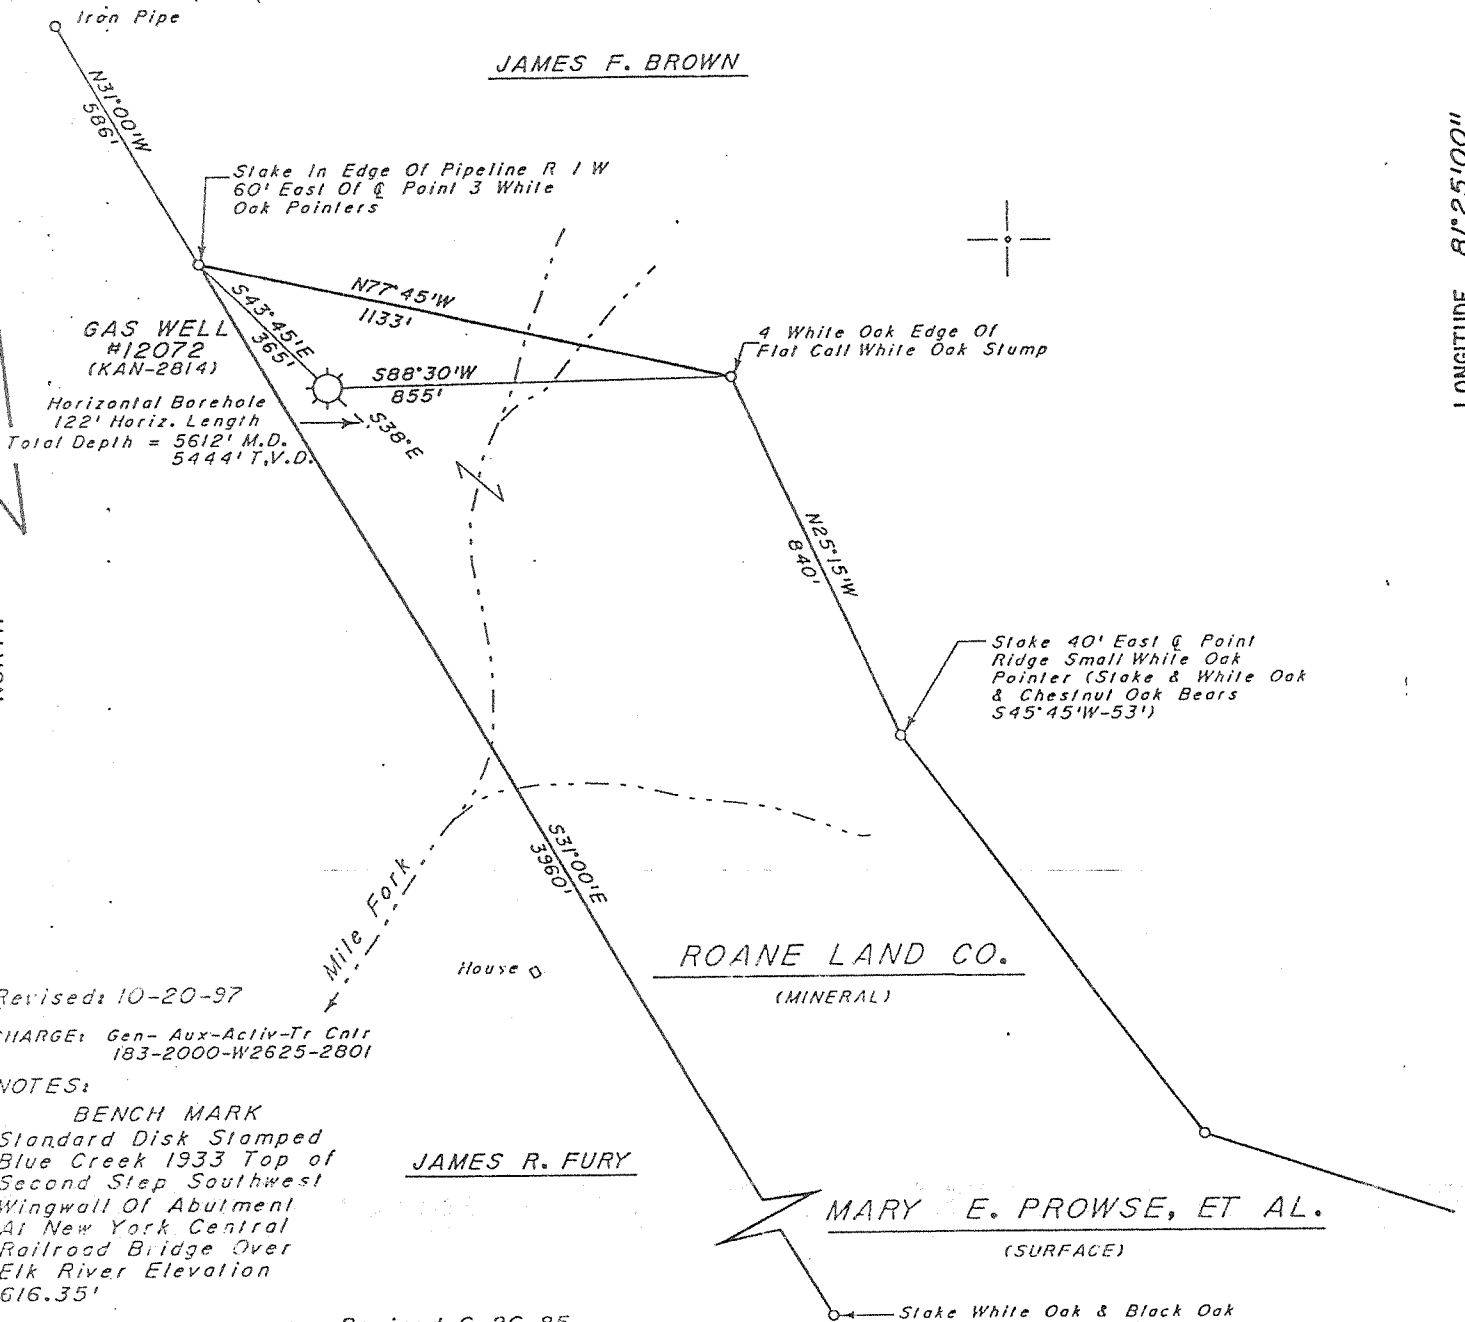 Iron Pipe
JAMES F. BROWN
N31°00'W
586'
Stake In Edge Of Pipeline R / W
60' East Of ℄ Point 3 White
Oak Pointers
LONGITUDE 81°25'00"
N77°45'W
1133'
S43°45'E
365'
GAS WELL
#12072
(KAN-2814)
4 White Oak Edge Of
Flat Call White Oak Stump
S88°30'W
855'
Horizontal Borehole
122' Horiz. Length
Total Depth = 5612' M.D.
5444' T.V.D.
S38°E
N25°15'W
840'
NORTH
Stake 40' East ℄ Point
Ridge Small White Oak
Pointer (Stake & White Oak
& Chestnut Oak Bears
S45°45'W-53')
S31°00'E
3960'
Mile Fork
House
ROANE LAND CO.
(MINERAL)
Revised: 10-20-97
CHARGE: Gen- Aux-Activ-Tr Cntr
183-2000-W2625-2801
NOTES:
BENCH MARK
Standard Disk Stamped
Blue Creek 1933 Top of
Second Step Southwest
Wingwall Of Abutment
At New York Central
Railroad Bridge Over
Elk River Elevation
616.35'
JAMES R. FURY
MARY E. PROWSE, ET AL.
(SURFACE)
Stake White Oak & Black Oak